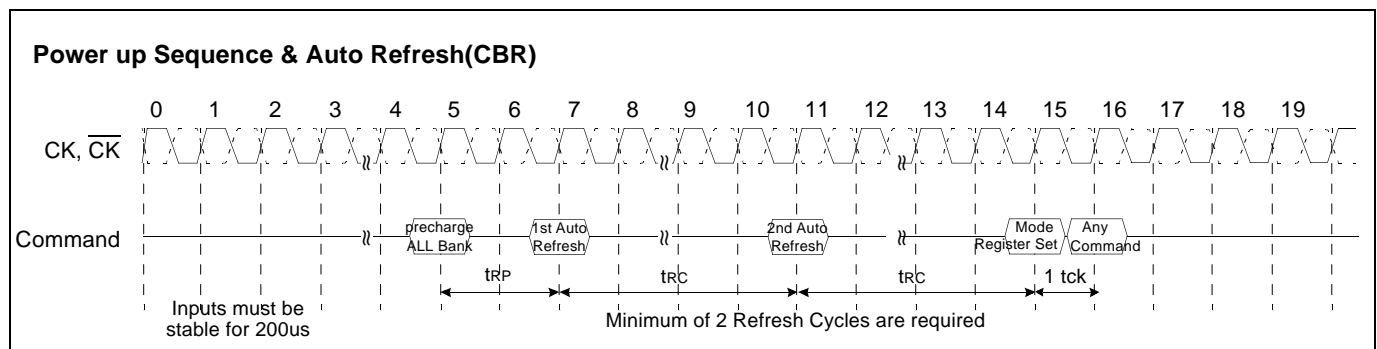 Power up Sequence & Auto Refresh(CBR)
0 1 2 3 4 5 6 7 8 9 10 11 12 13 14 15 16 17 18 19
CK, CK
Command
precharge
ALL Bank
1st Auto
Refresh
2nd Auto
Refresh
Mode
Register Set
Any
Command
tRP
tRC
tRC
1 tck
Inputs must be
stable for 200us
Minimum of 2 Refresh Cycles are required